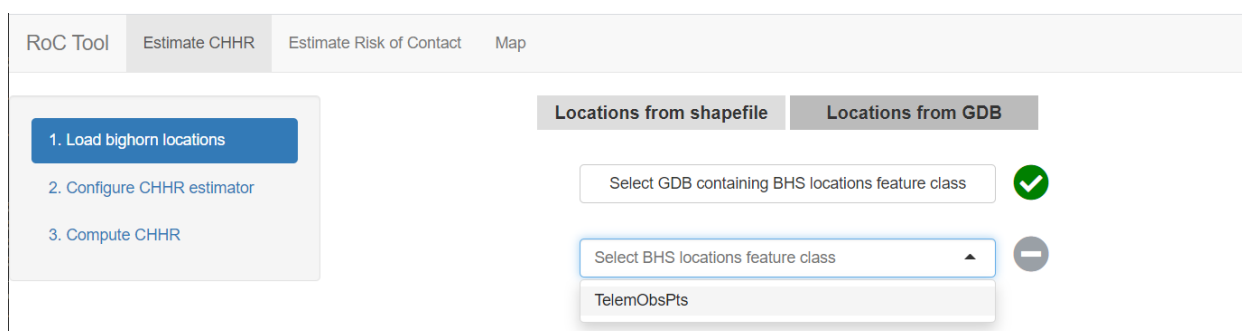 RoC Tool Estimate CHHR Estimate Risk of Contact Map
1. Load bighorn locations
2. Configure CHHR estimator
3. Compute CHHR
Locations from shapefile Locations from GDB
Select GDB containing BHS locations feature class
Select BHS locations feature class
TelemObsPts